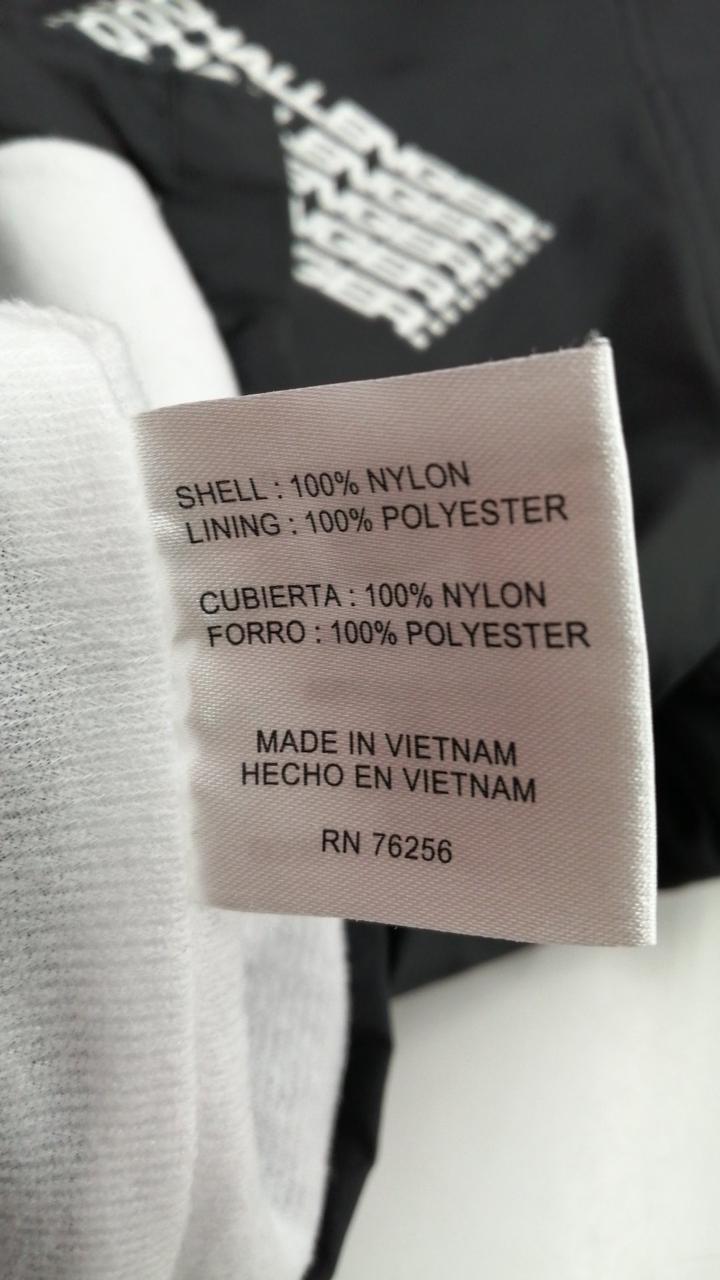 SHELL : 100% NYLON
LINING : 100% POLYESTER
CUBIERTA : 100% NYLON
FORRO : 100% POLYESTER
MADE IN VIETNAM
HECHO EN VIETNAM
RN 76256